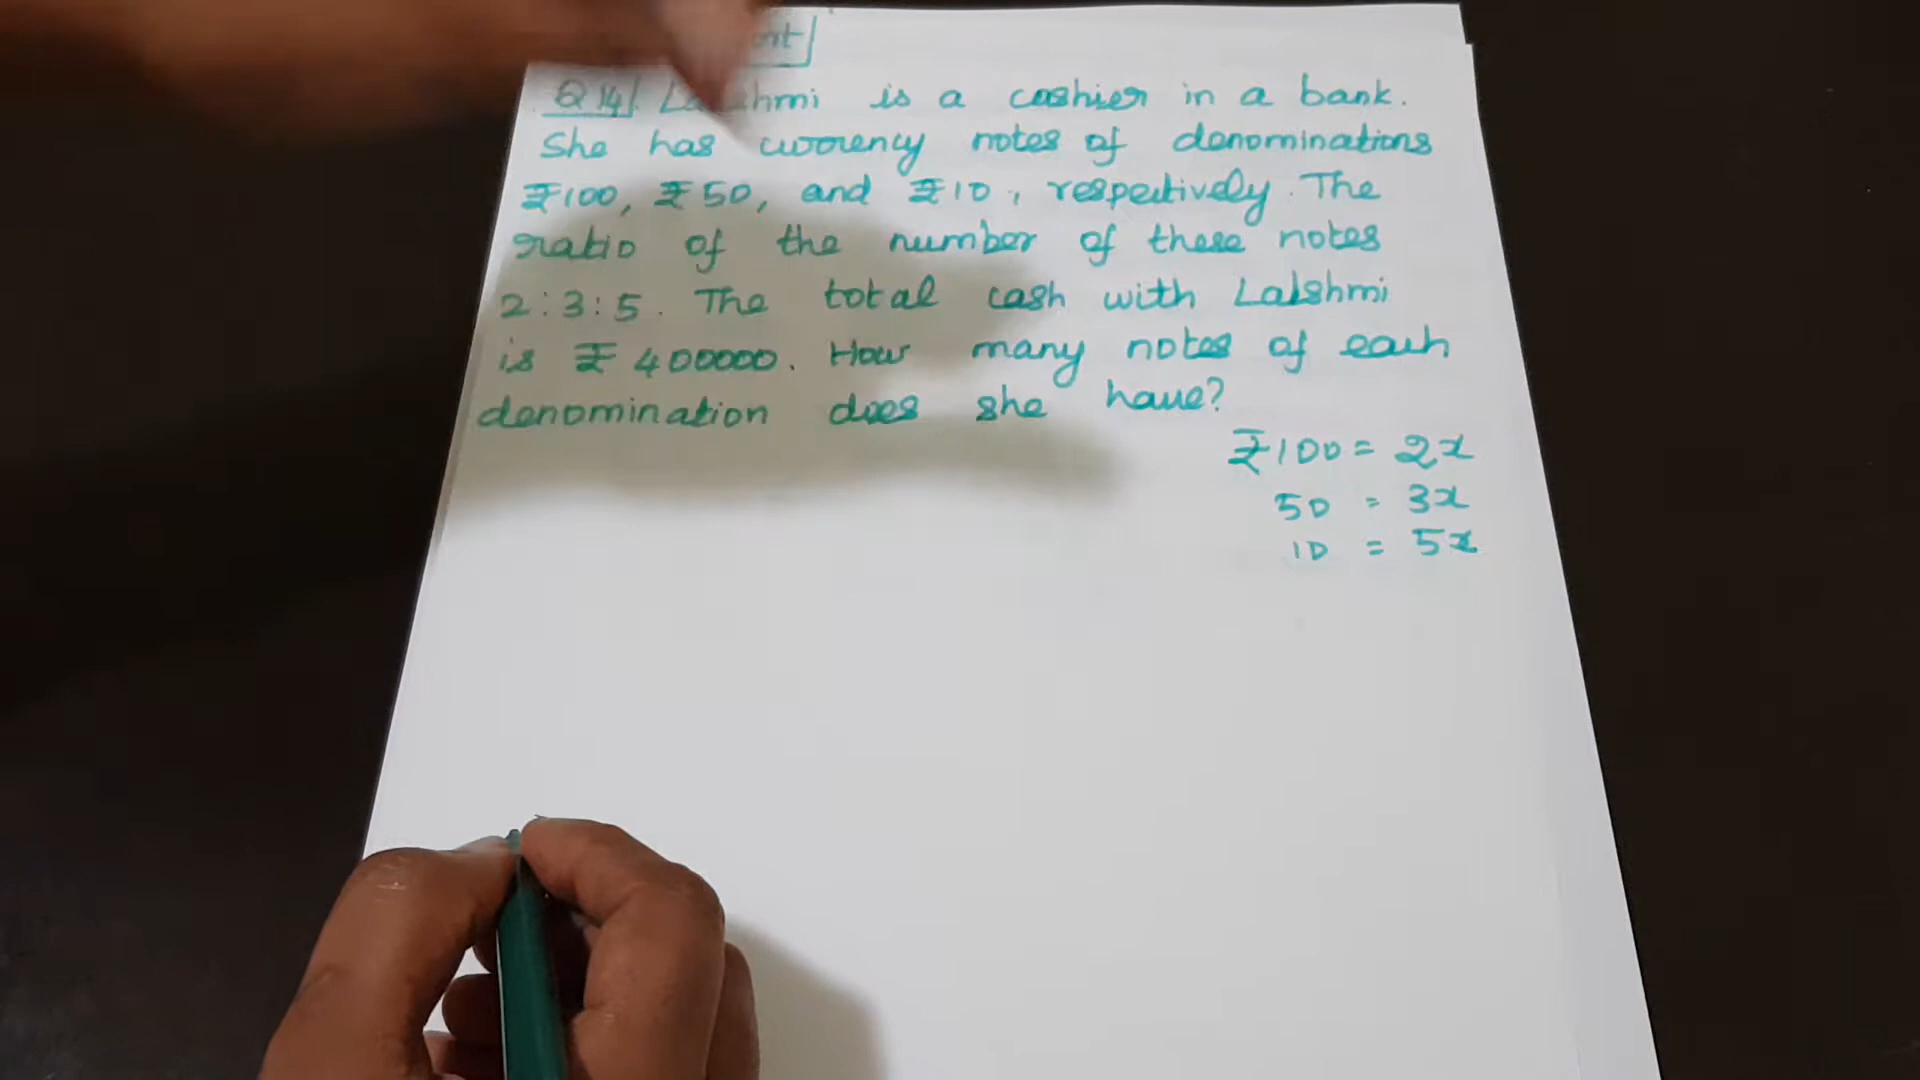 Q 14. Lakshmi is a cashier in a bank.
She has currency notes of denominations
₹100, ₹50, and ₹10, respectively. The
ratio of the number of these notes
2:3:5. The total cash with Lakshmi
is ₹ 400000. How many notes of each
denomination does she have?
₹100 = 2x
50 = 3x
10 = 5x